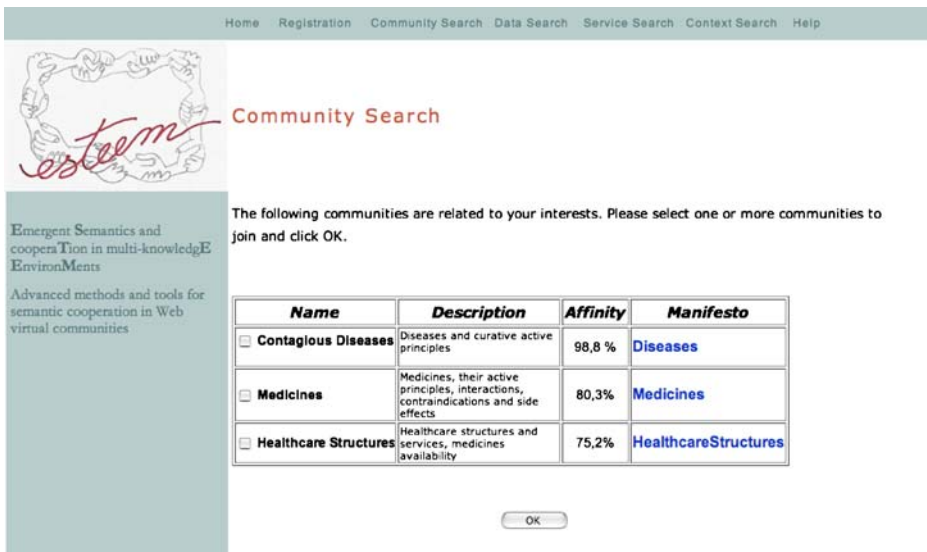 Home Registration Community Search Data Search Service Search Context Search Help
esteem
Community Search
Emergent Semantics and
cooperaTion in multi-knowledgE
EnvironMents
Advanced methods and tools for
semantic cooperation in Web
virtual communities
The following communities are related to your interests. Please select one or more communities to
join and click OK.
Name Description Affinity Manifesto
Contagious Diseases Diseases and curative active
principles 98,8 % Diseases
Medicines Medicines, their active
principles, interactions,
contraindications and side
effects 80,3% Medicines
Healthcare Structures Healthcare structures and
services, medicines
availability 75,2% HealthcareStructures
OK